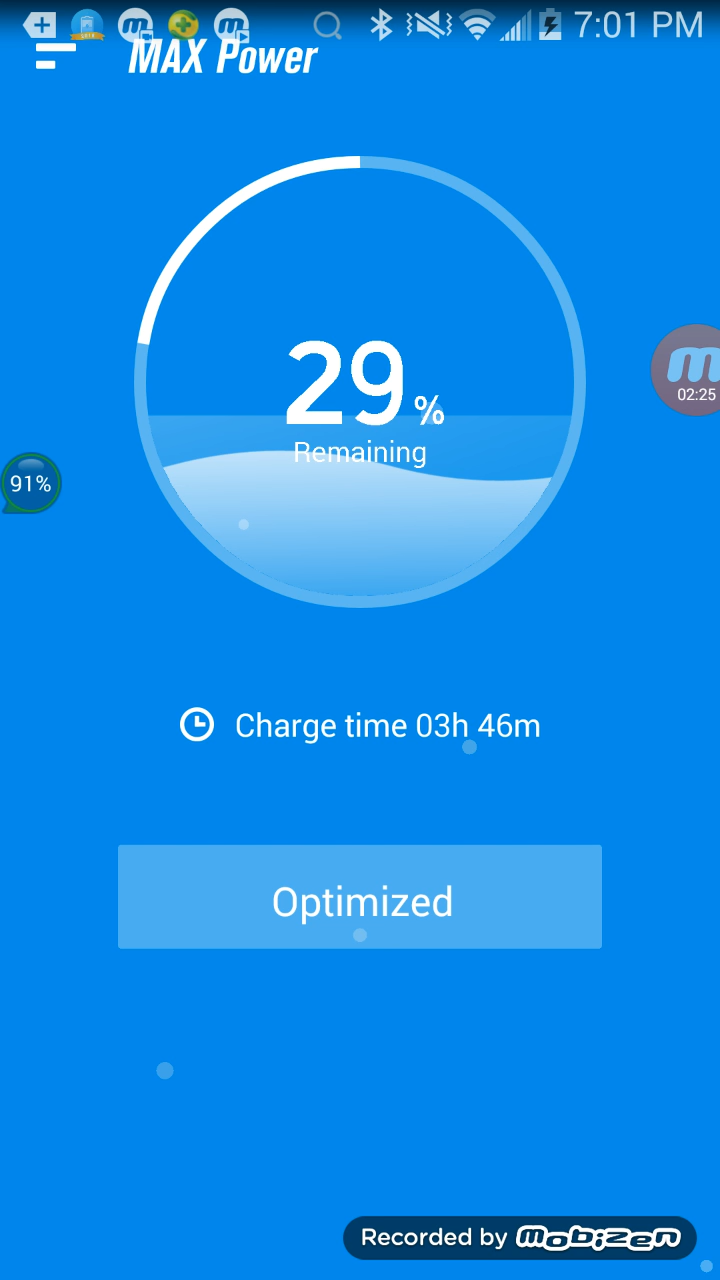 7:01 PM
MAX Power
29%
Remaining
m
02:25
91%
Charge time 03h 46m
Optimized
Recorded by mobizen